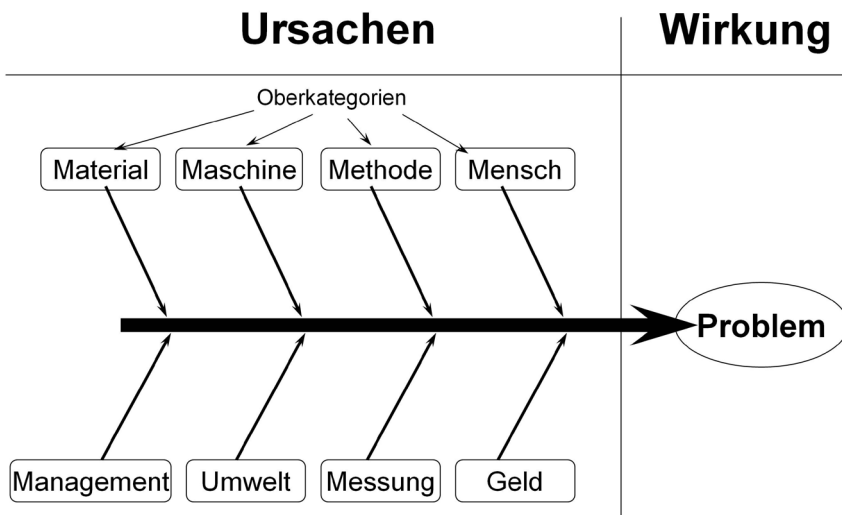 Ursachen
Wirkung
Oberkategorien
Material
Maschine
Methode
Mensch
Problem
Management
Umwelt
Messung
Geld